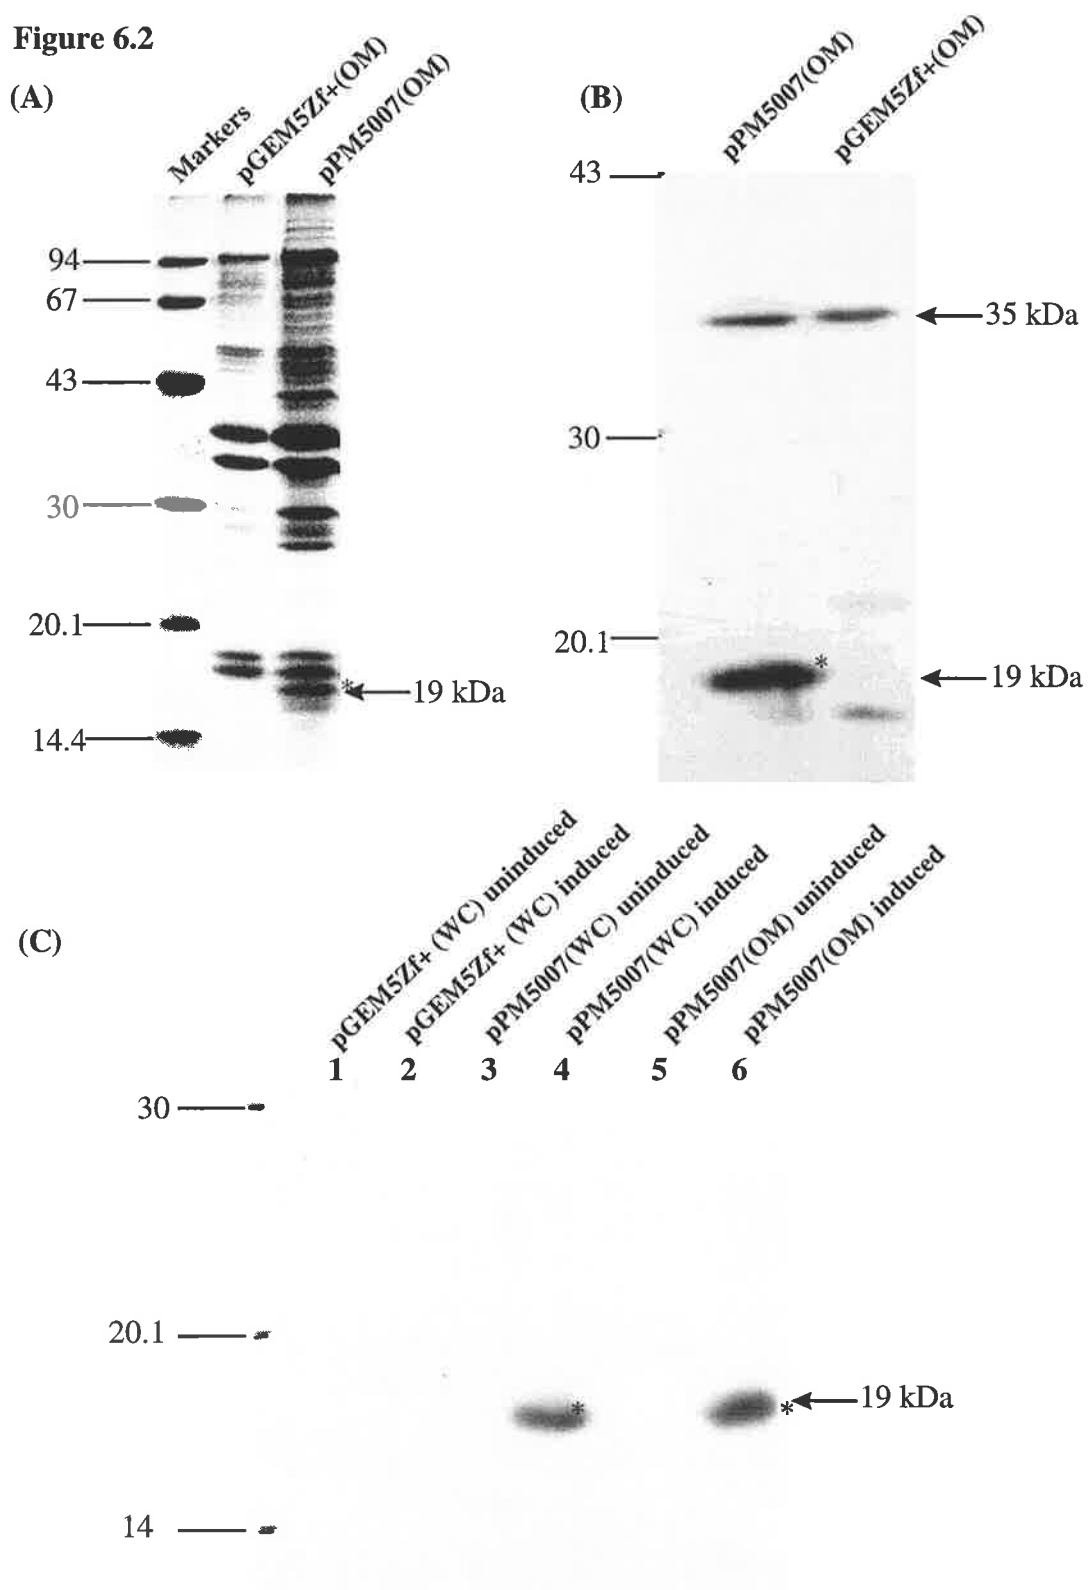 Figure 6.2
(A)
Markers
pGEM5Zf+(OM)
pPM5007(OM)
94
67
43
30
20.1
14.4
* 19 kDa
(B)
pPM5007(OM)
pGEM5Zf+(OM)
43
30
20.1
35 kDa
* 19 kDa
(C)
pGEM5Zf+ (WC) uninduced
pGEM5Zf+ (WC) induced
pPM5007(WC) uninduced
pPM5007(WC) induced
pPM5007(OM) uninduced
pPM5007(OM) induced
1 2 3 4 5 6
30
20.1
14
* * 19 kDa